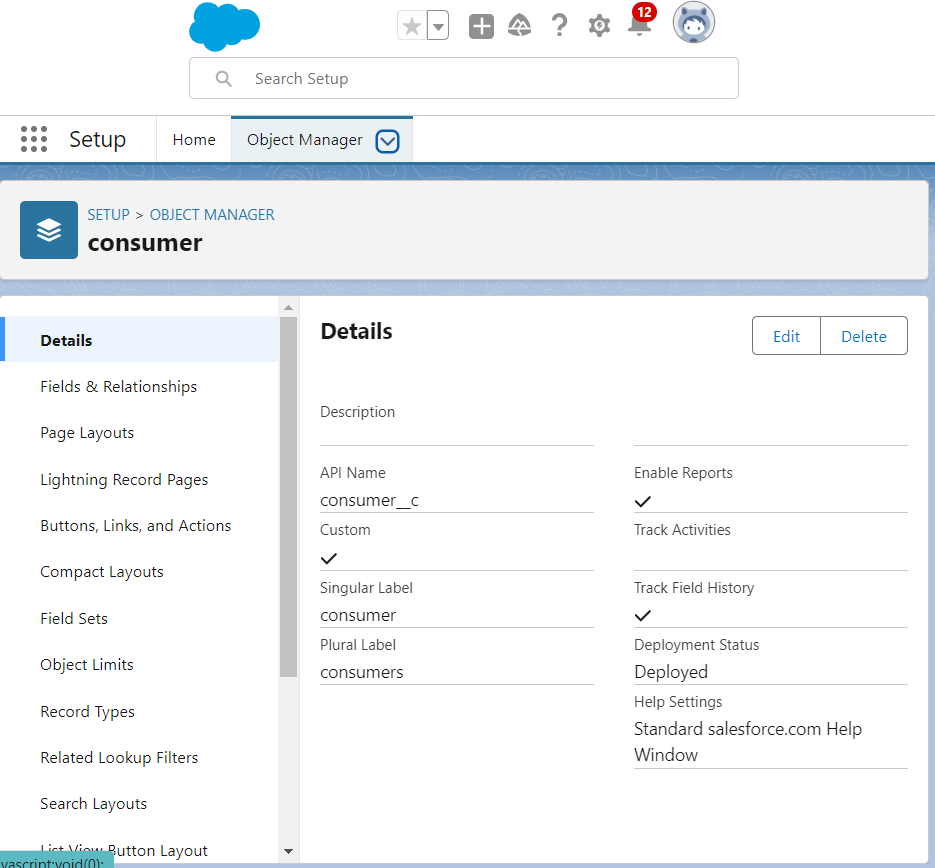 12
Search Setup
Setup
Home
Object Manager
SETUP > OBJECT MANAGER
consumer
Details
Fields & Relationships
Page Layouts
Lightning Record Pages
Buttons, Links, and Actions
Compact Layouts
Field Sets
Object Limits
Record Types
Related Lookup Filters
Search Layouts
List View Button Layout
vascript:void(0);
Details
Edit
Delete
Description
API Name
consumer__c
Custom
Singular Label
consumer
Plural Label
consumers
Enable Reports
Track Activities
Track Field History
Deployment Status
Deployed
Help Settings
Standard salesforce.com Help
Window